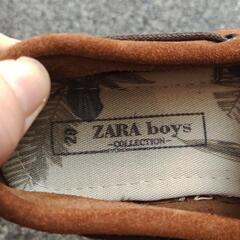 29
ZARA boys
-COLLECTION-